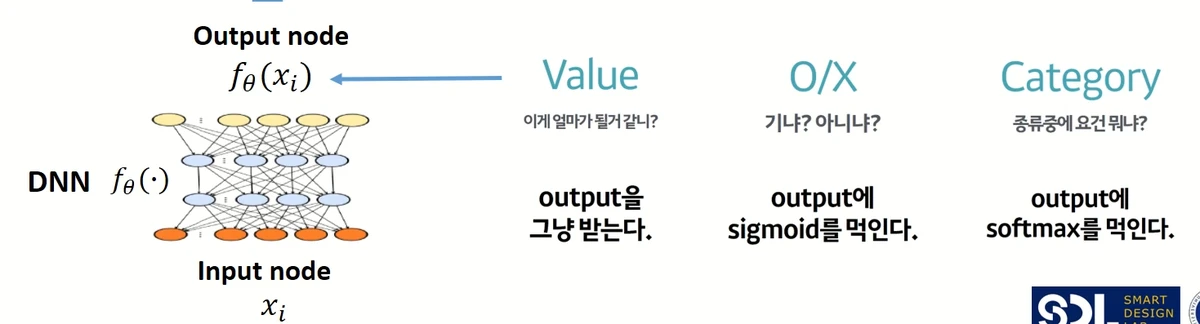 Output node
f_θ(x_i)
DNN f_θ(·)
Input node
x_i
Value
이게 얼마가 될거 같니?
output을
그냥 받는다.
O/X
기냐? 아니냐?
output에
sigmoid를 먹인다.
Category
종류중에 요건 뭐냐?
output에
softmax를 먹인다.
SMART
DESIGN